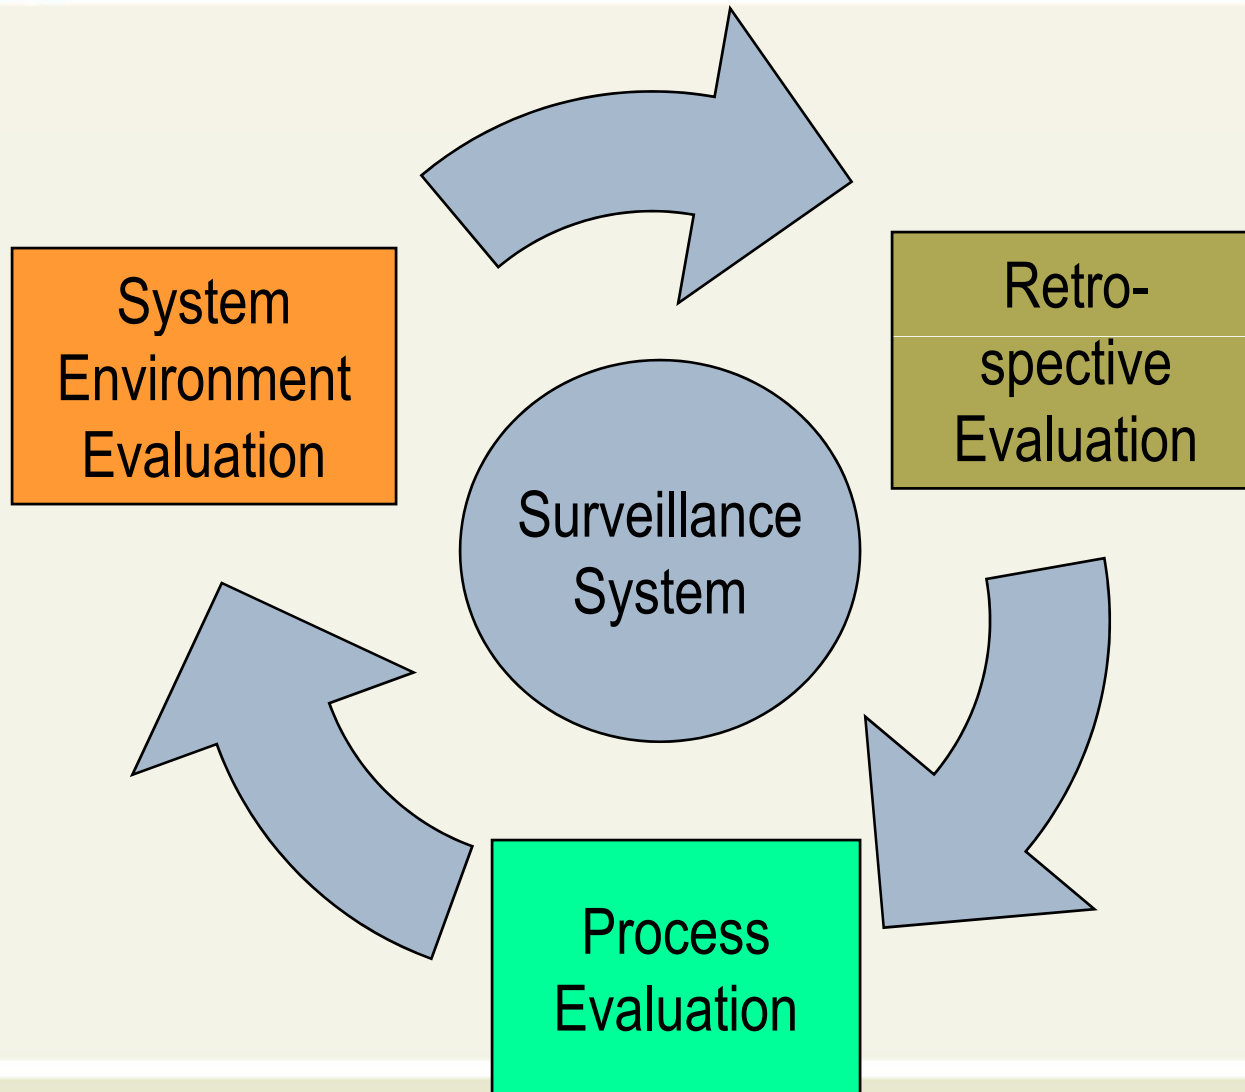 System
Environment
Evaluation
Retro-
spective
Evaluation
Surveillance
System
Process
Evaluation